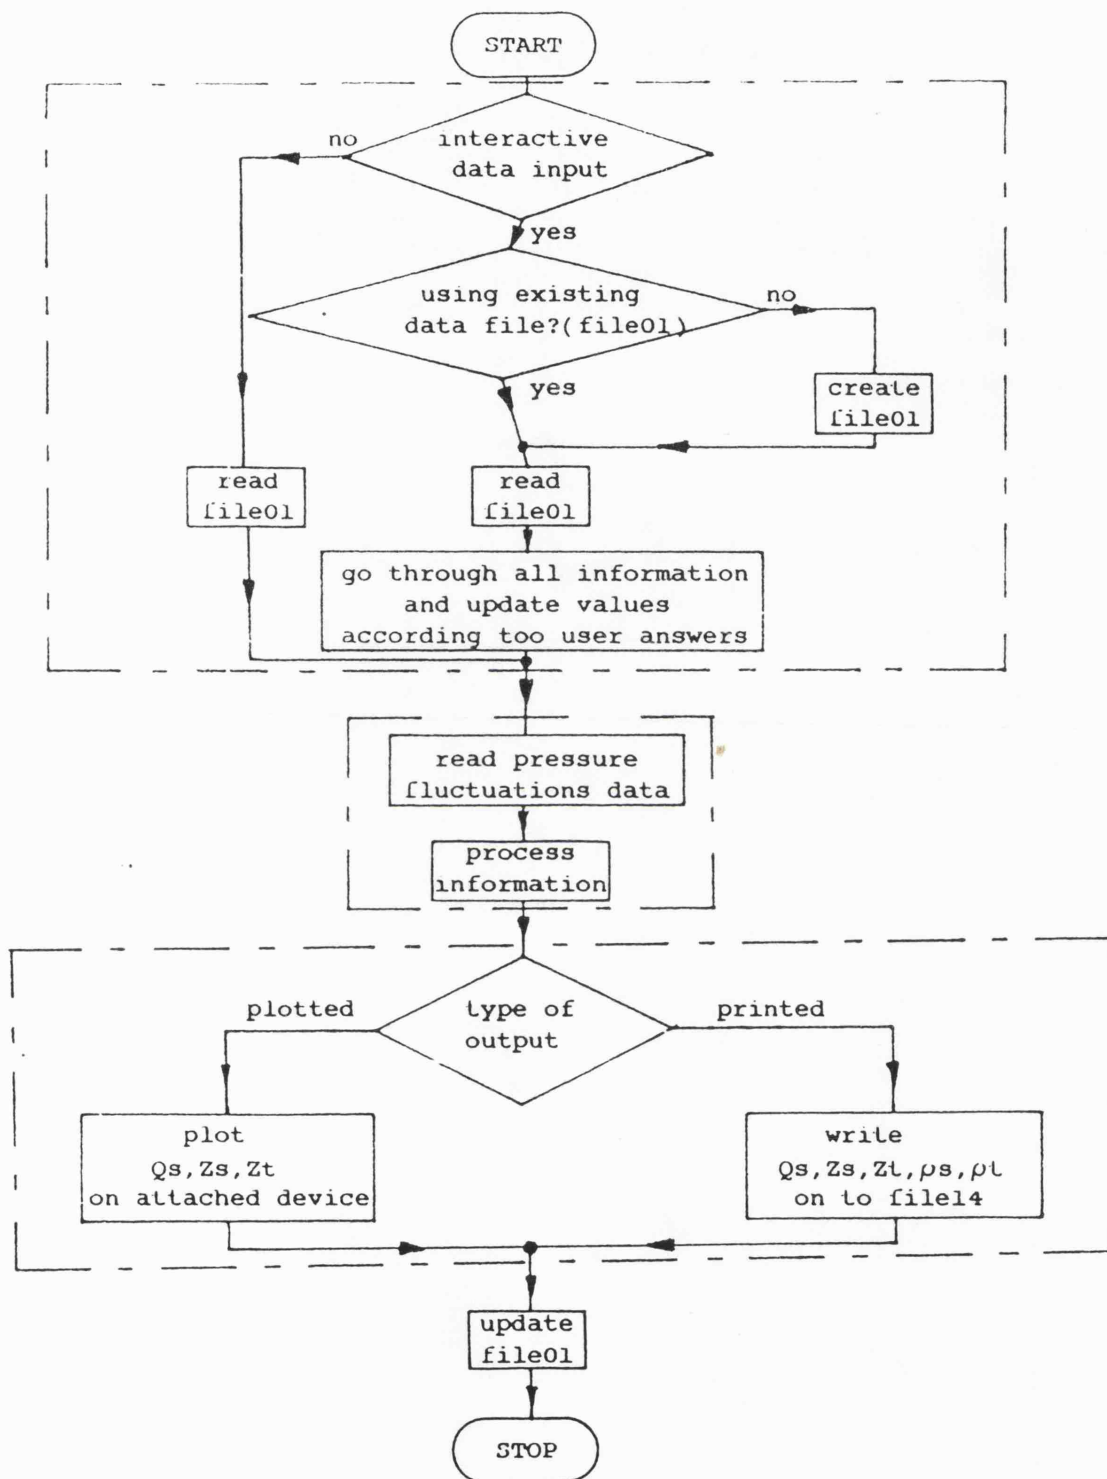 START
no
interactive
data input
yes
using existing
data file?(file01)
no
yes
create
file01
read
file01
read
file01
go through all information
and update values
according too user answers
read pressure
fluctuations data
process
information
plotted
type of
output
printed
plot
Qs,Zs,Zt
on attached device
write
Qs,Zs,Zt,ρs,ρt
on to file14
update
file01
STOP